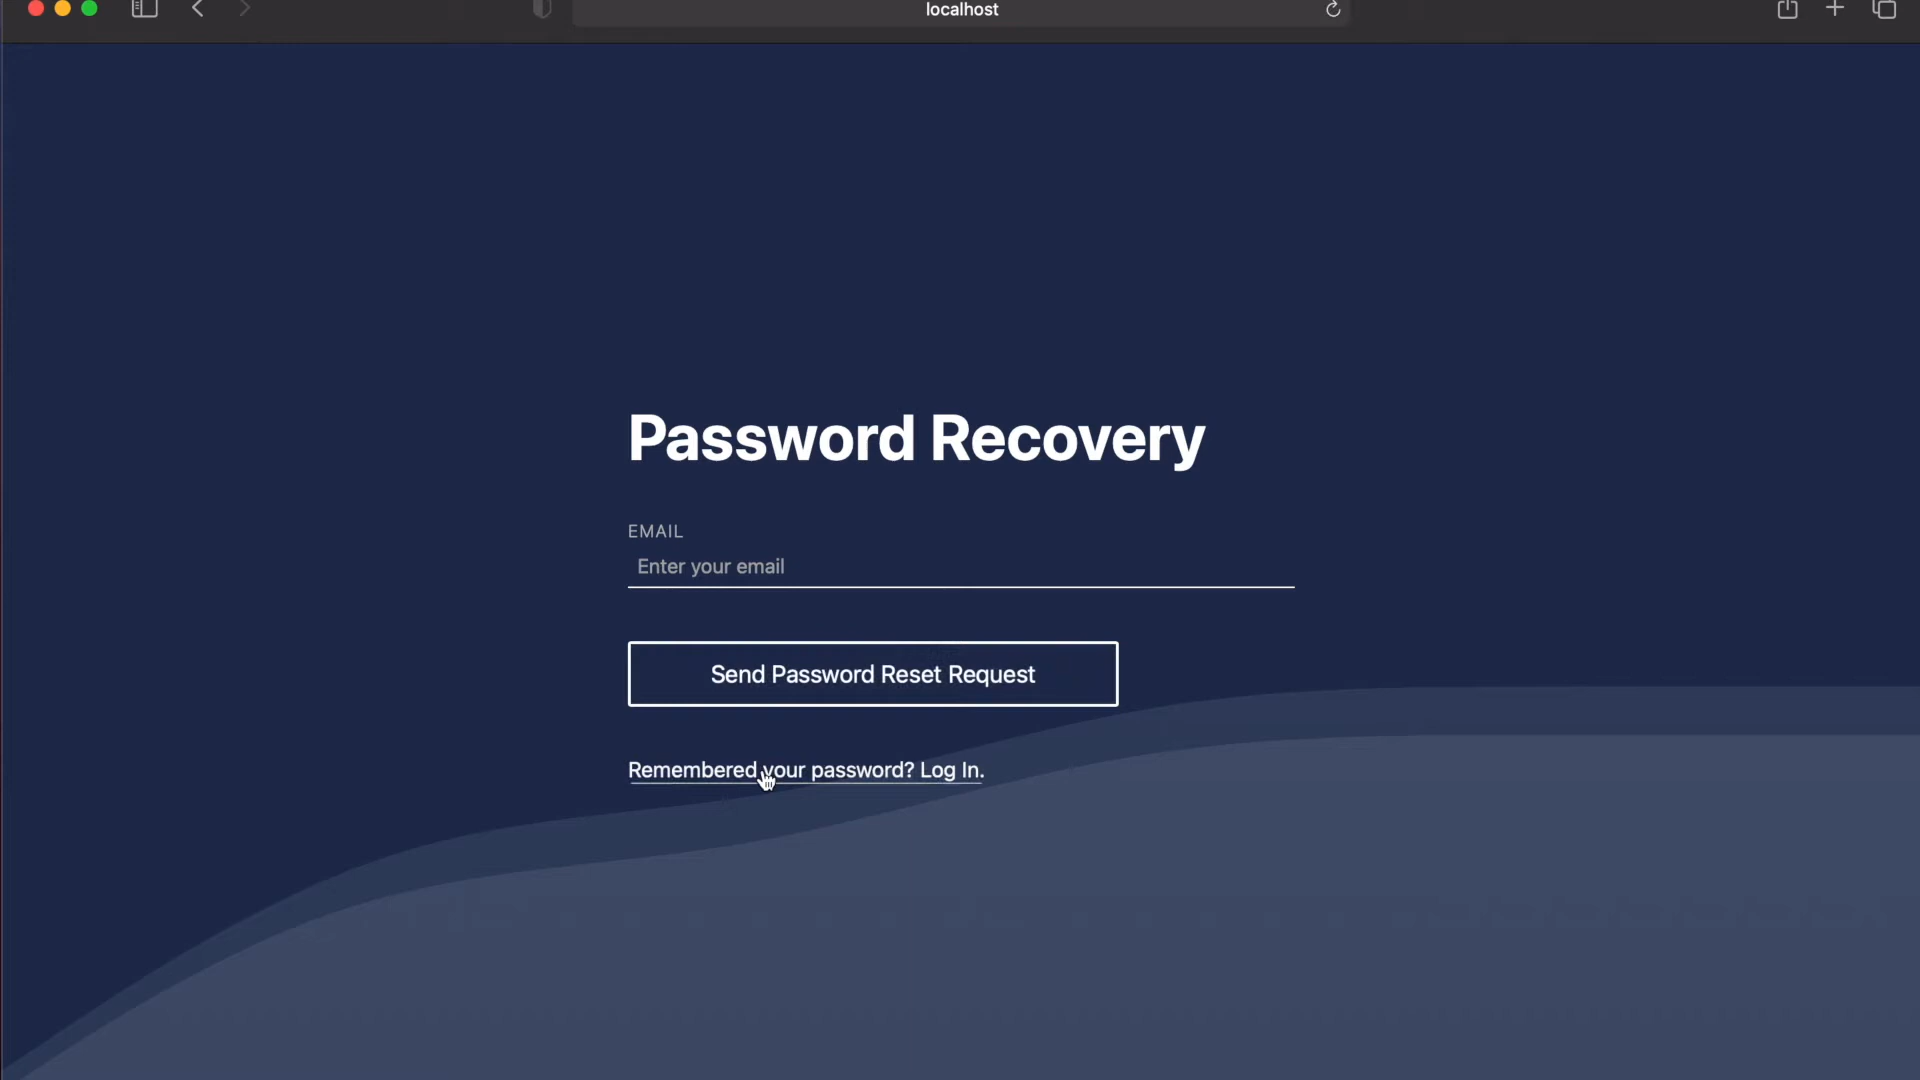 localhost
Password Recovery
EMAIL
Enter your email
Send Password Reset Request
Remembered your password? Log In.